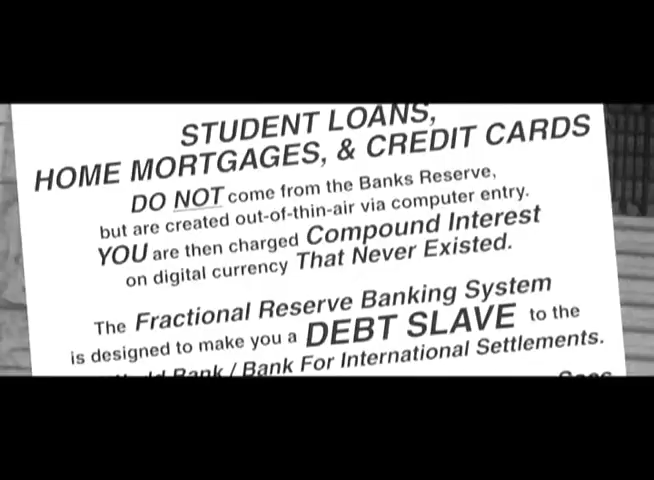 STUDENT LOANS,
HOME MORTGAGES, & CREDIT CARDS
DO NOT come from the Banks Reserve,
but are created out-of-thin-air via computer entry.
YOU are then charged Compound Interest
on digital currency That Never Existed.
The Fractional Reserve Banking System
is designed to make you a DEBT SLAVE to the
World Bank / Bank For International Settlements.